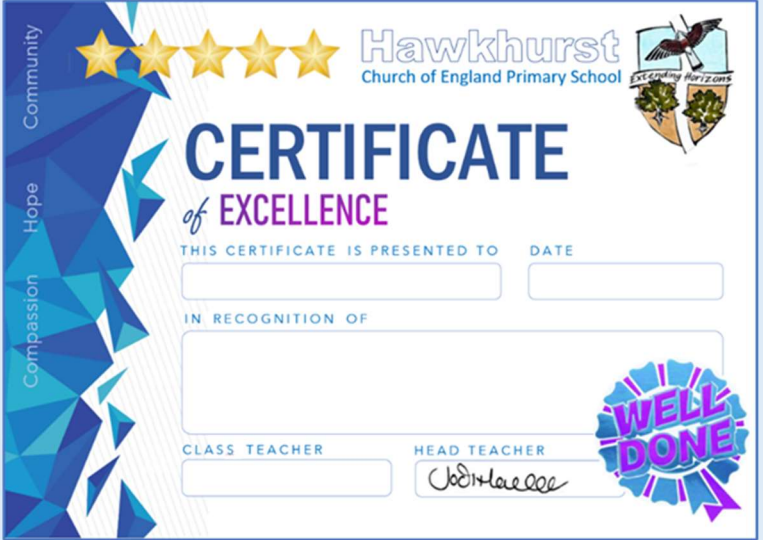 Community
Hope
Compassion
Hawkhurst
Church of England Primary School
Extending Horizons
CERTIFICATE
of EXCELLENCE
THIS CERTIFICATE IS PRESENTED TO
DATE
IN RECOGNITION OF
CLASS TEACHER
HEAD TEACHER
WELL
DONE